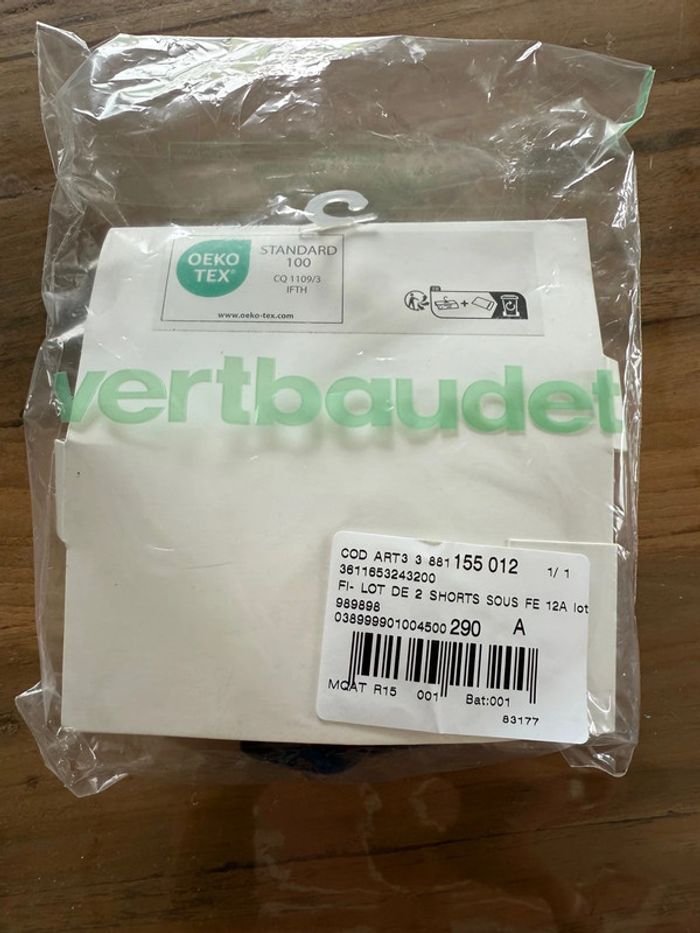 OEKO
TEX®
STANDARD
100
CQ 1109/3
IFTH
www.oeko-tex.com
FR
+
vertbaudet
COD ART3 3 881 155 012 1/ 1
3611653243200
FI- LOT DE 2 SHORTS SOUS FE 12A lot
989898
038999901004500 290 A
MQAT R15 001 Bat:001
83177